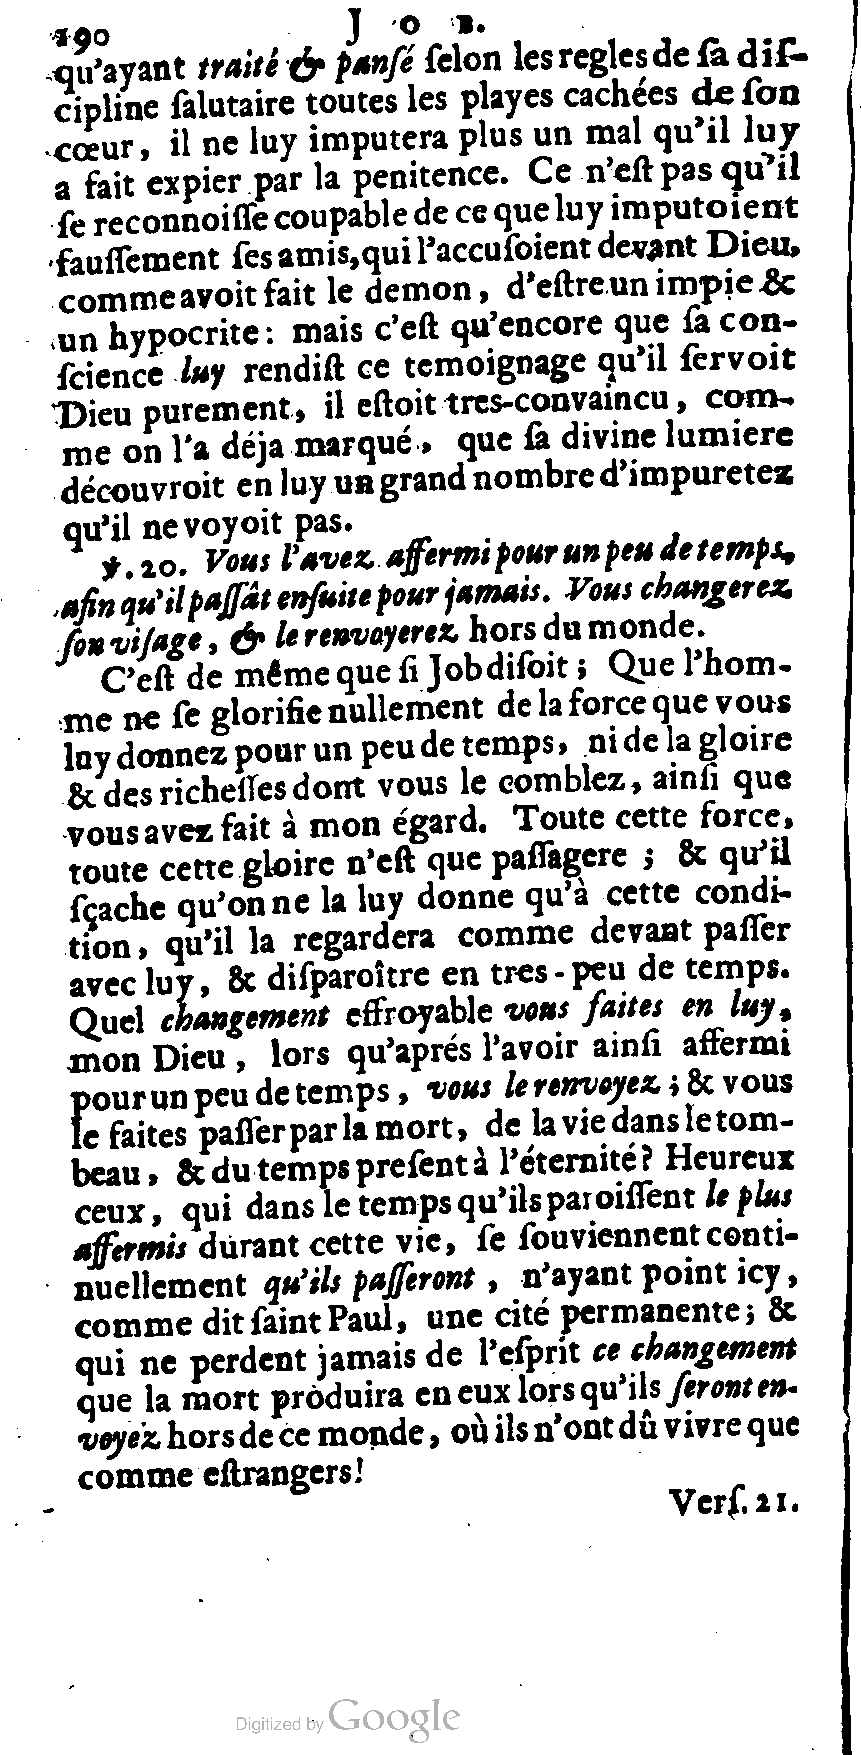 190 J O B.
qu'ayant traité & pansé ſelon les regles de ſa diſ-
cipline ſalutaire toutes les playes cachées de ſon
cœur, il ne luy imputera plus un mal qu'il luy
a fait expier par la penitence. Ce n'eſt pas qu'il
ſe reconnoiſſe coupable de ce que luy imputoient
fauſſement ſes amis, qui l'accuſoient devant Dieu,
comme avoit fait le demon, d'eſtre un impie &
un hypocrite: mais c'eſt qu'encore que ſa con-
ſcience luy rendiſt ce temoignage qu'il ſervoit
Dieu purement, il eſtoit tres-convaincu, com-
me on l'a déja marqué, que ſa divine lumiere
découvroit en luy un grand nombre d'impuretez
qu'il ne voyoit pas.
℣. 20. Vous l'avez affermi pour un peu de temps,
afin qu'il paſſât enſuite pour jamais. Vous changerez
ſon viſage, & le renvoyerez hors du monde.
C'eſt de même que ſi Job diſoit; Que l'hom-
me ne ſe glorifie nullement de la force que vous
luy donnez pour un peu de temps, ni de la gloire
& des richeſſes dont vous le comblez, ainſi que
vous avez fait à mon égard. Toute cette force,
toute cette gloire n'eſt que paſſagere ; & qu'il
ſçache qu'on ne la luy donne qu'à cette condi-
tion, qu'il la regardera comme devant paſſer
avec luy, & diſparoître en tres-peu de temps.
Quel changement effroyable vous faites en luy,
mon Dieu, lors qu'aprés l'avoir ainſi affermi
pour un peu de temps, vous le renvoyez ; & vous
le faites paſſer par la mort, de la vie dans le tom-
beau, & du temps preſent à l'éternité? Heureux
ceux, qui dans le temps qu'ils paroiſſent le plus
affermis durant cette vie, ſe ſouviennent conti-
nuellement qu'ils paſſeront, n'ayant point icy,
comme dit ſaint Paul, une cité permanente; &
qui ne perdent jamais de l'eſprit ce changement
que la mort produira en eux lors qu'ils ſeront en-
voyez hors de ce monde, où ils n'ont dû vivre que
comme eſtrangers!
Verſ. 21.
Digitized by Google